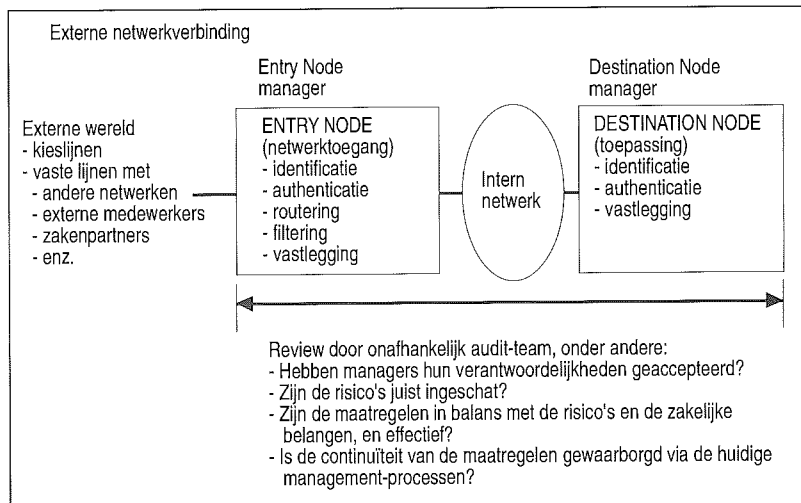 Externe netwerkverbinding
Entry Node
manager
Destination Node
manager
Externe wereld
- kieslijnen
- vaste lijnen met
- andere netwerken
- externe medewerkers
- zakenpartners
- enz.
ENTRY NODE
(netwerktoegang)
- identificatie
- authenticatie
- routering
- filtering
- vastlegging
Intern
netwerk
DESTINATION NODE
(toepassing)
- identificatie
- authenticatie
- vastlegging
Review door onafhankelijk audit-team, onder andere:
- Hebben managers hun verantwoordelijkheden geaccepteerd?
- Zijn de risico's juist ingeschat?
- Zijn de maatregelen in balans met de risico's en de zakelijke
belangen, en effectief?
- Is de continuïteit van de maatregelen gewaarborgd via de huidige
management-processen?